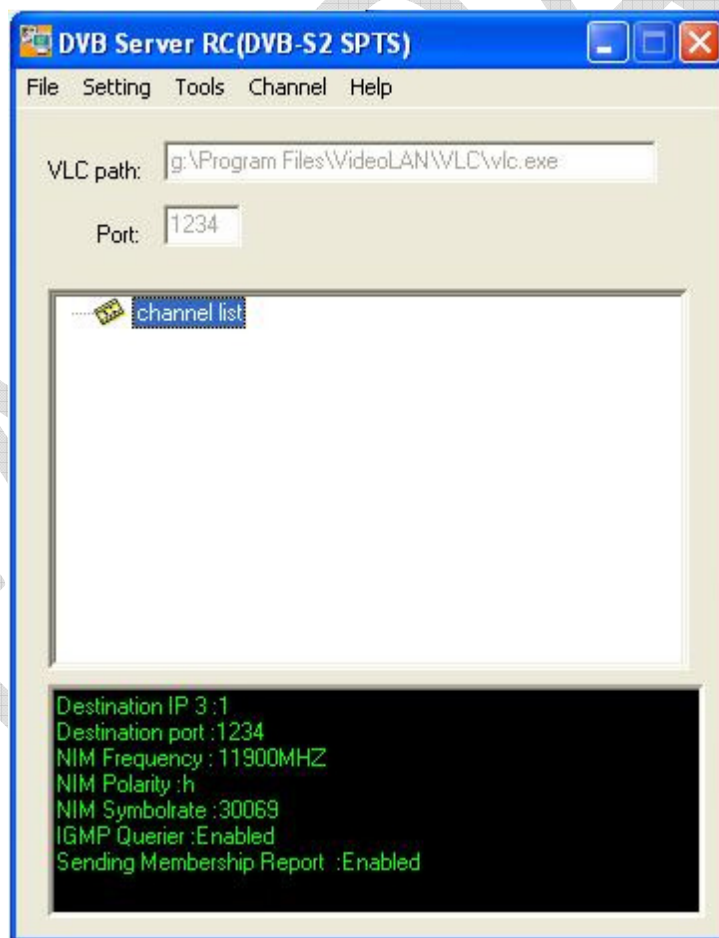 DVB Server RC(DVB-S2 SPTS)
File Setting Tools Channel Help
VLC path: g:\Program Files\VideoLAN\VLC\vlc.exe
Port: 1234
channel list
Destination IP 3 :1
Destination port :1234
NIM Frequency : 11900MHZ
NIM Polarity :h
NIM Symbolrate :30069
IGMP Querier :Enabled
Sending Membership Report :Enabled